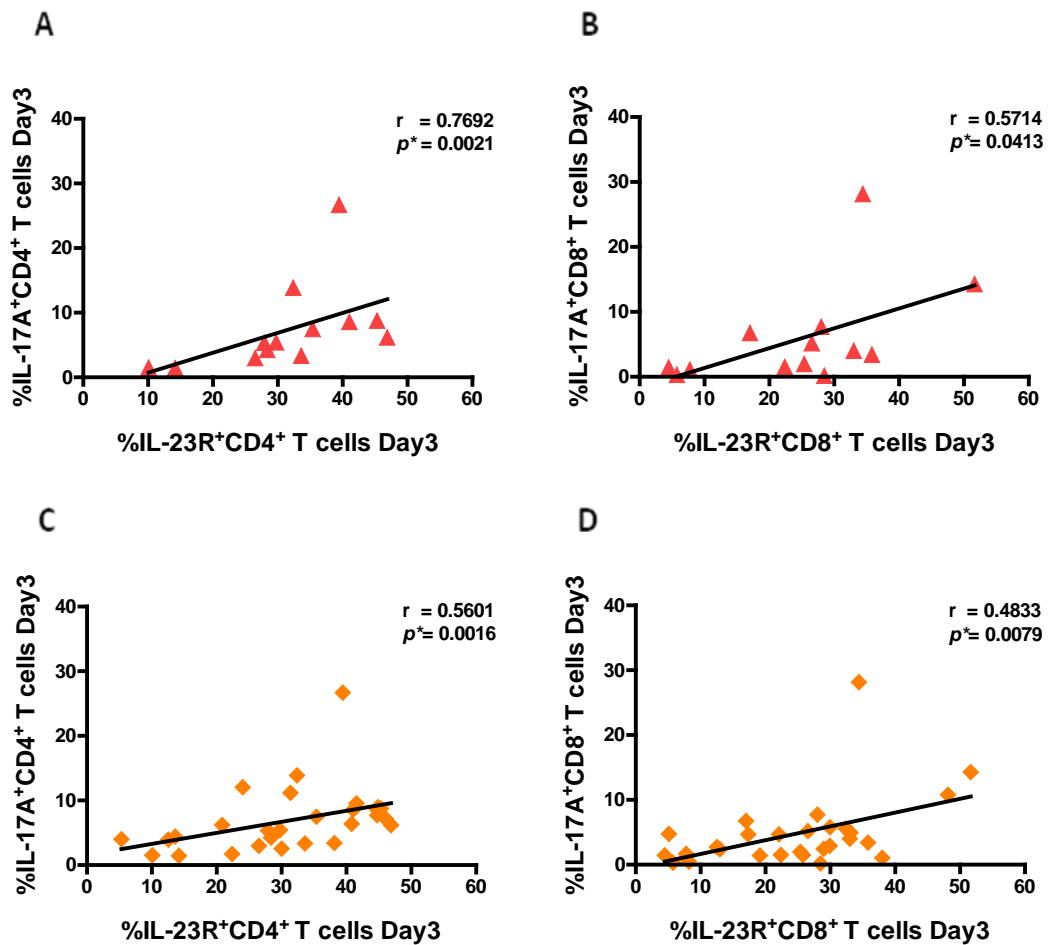 A
%IL-17A⁺CD4⁺ T cells Day3
40
30
20
10
0
r = 0.7692
p* = 0.0021
0 10 20 30 40 50 60
%IL-23R⁺CD4⁺ T cells Day3
B
%IL-17A⁺CD8⁺ T cells Day3
40
30
20
10
0
r = 0.5714
p* = 0.0413
0 10 20 30 40 50 60
%IL-23R⁺CD8⁺ T cells Day3
C
%IL-17A⁺CD4⁺ T cells Day3
40
30
20
10
0
r = 0.5601
p*= 0.0016
0 10 20 30 40 50 60
%IL-23R⁺CD4⁺ T cells Day3
D
%IL-17A⁺CD8⁺ T cells Day3
40
30
20
10
0
r = 0.4833
p*= 0.0079
0 10 20 30 40 50 60
%IL-23R⁺CD8⁺ T cells Day3